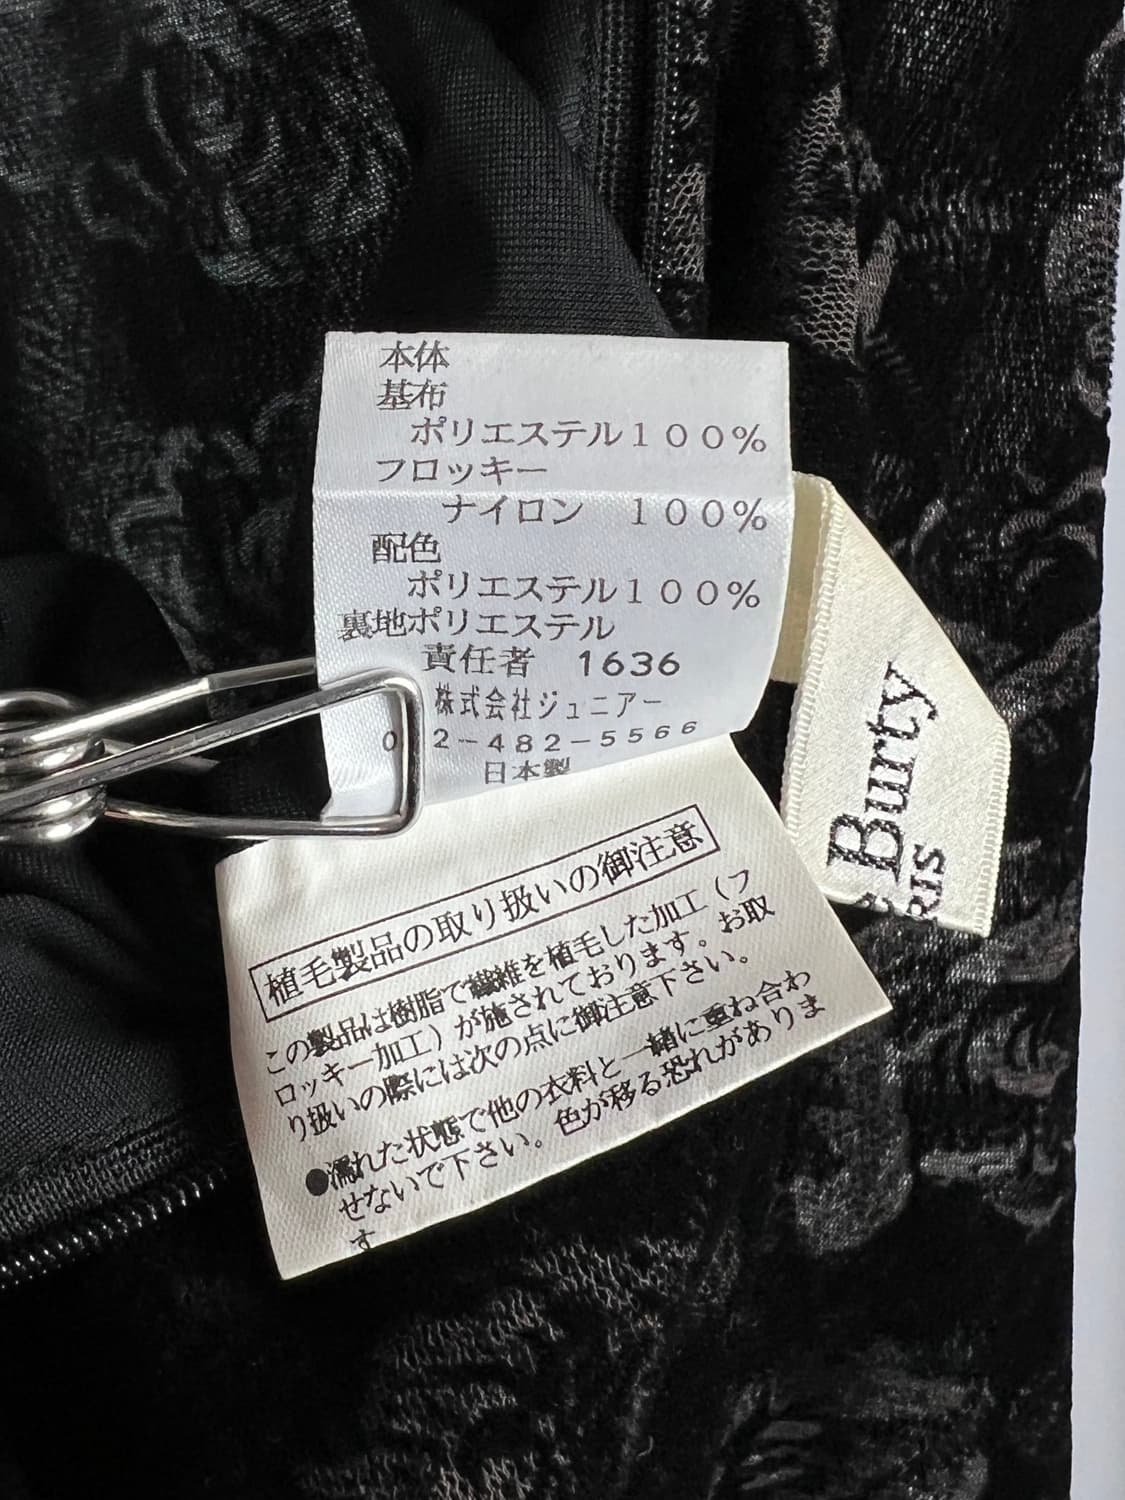 本体
基布
ポリエステル100%
フロッキー
ナイロン 100%
配色
ポリエステル100%
裏地ポリエステル
責任者 1636
株式会社ジュニアー
2-482-5566
日本製
植毛製品の取り扱いの御注意
この製品は樹脂で繊維を植毛した加工(フ
ロッキー加工)が施されております。お取
り扱いの際には次の点に御注意下さい。
●濡れた状態で他の衣料と一緒に重ね合わ
せないで下さい。色が移る恐れがありま
す
Burty